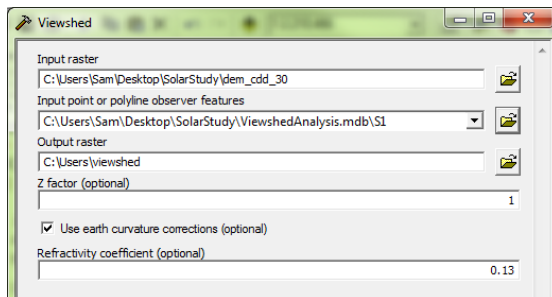 Viewshed
Input raster
C:\Users\Sam\Desktop\SolarStudy\dem_cdd_30
Input point or polyline observer features
C:\Users\Sam\Desktop\SolarStudy\ViewshedAnalysis.mdb\S1
Output raster
C:\Users\viewshed
Z factor (optional)
1
Use earth curvature corrections (optional)
Refractivity coefficient (optional)
0.13